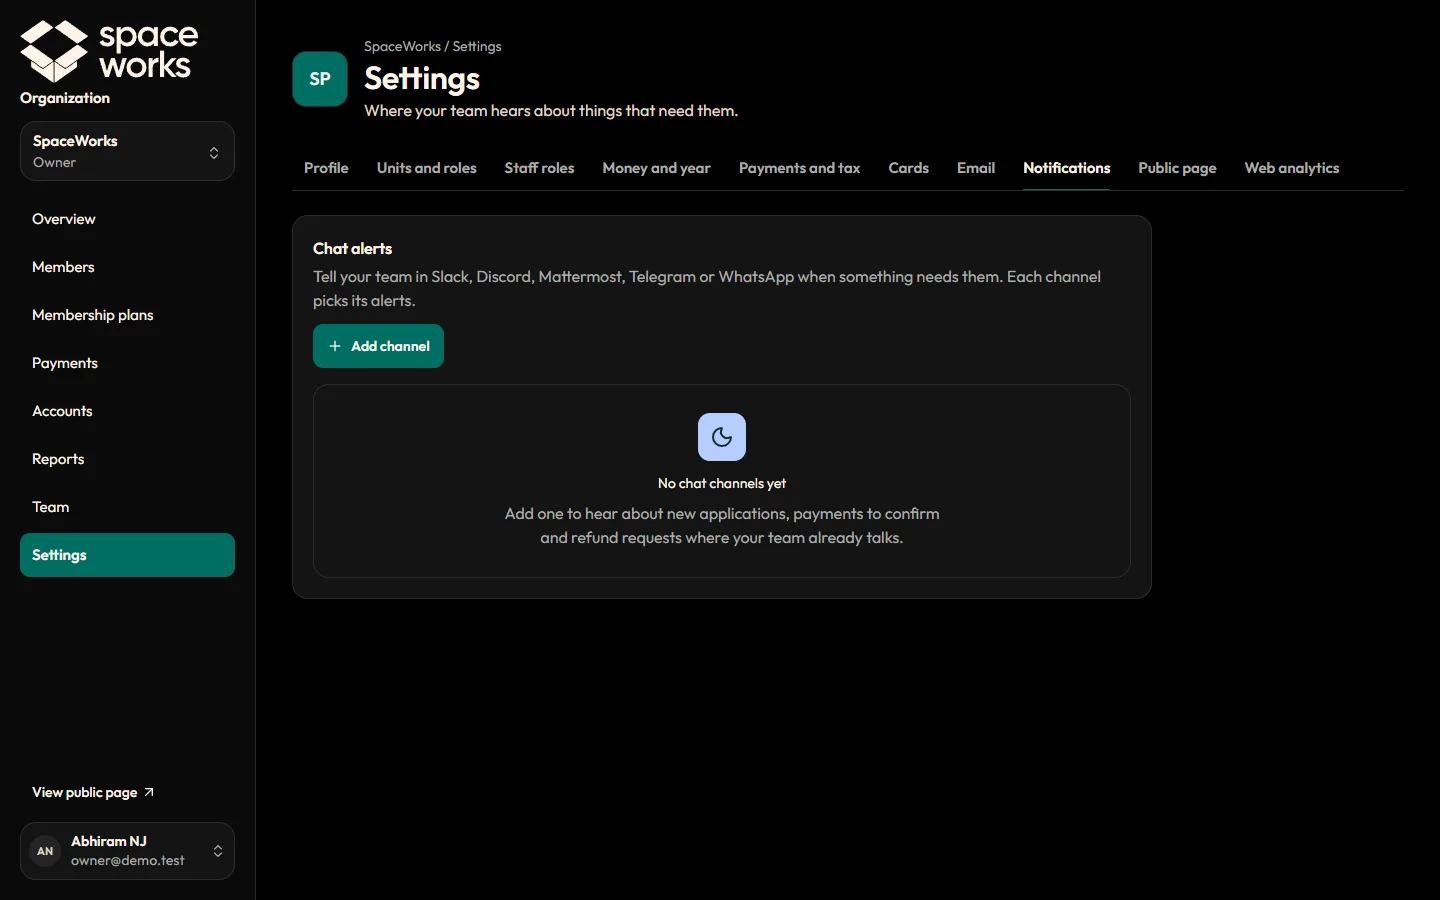 space
works
Organization
SpaceWorks
Owner
Overview
Members
Membership plans
Payments
Accounts
Reports
Team
Settings
View public page
AN
Abhiram NJ
owner@demo.test
SP
SpaceWorks / Settings
Settings
Where your team hears about things that need them.
Profile Units and roles Staff roles Money and year Payments and tax Cards Email Notifications Public page Web analytics
Chat alerts
Tell your team in Slack, Discord, Mattermost, Telegram or WhatsApp when something needs them. Each channel
picks its alerts.
+ Add channel
No chat channels yet
Add one to hear about new applications, payments to confirm
and refund requests where your team already talks.